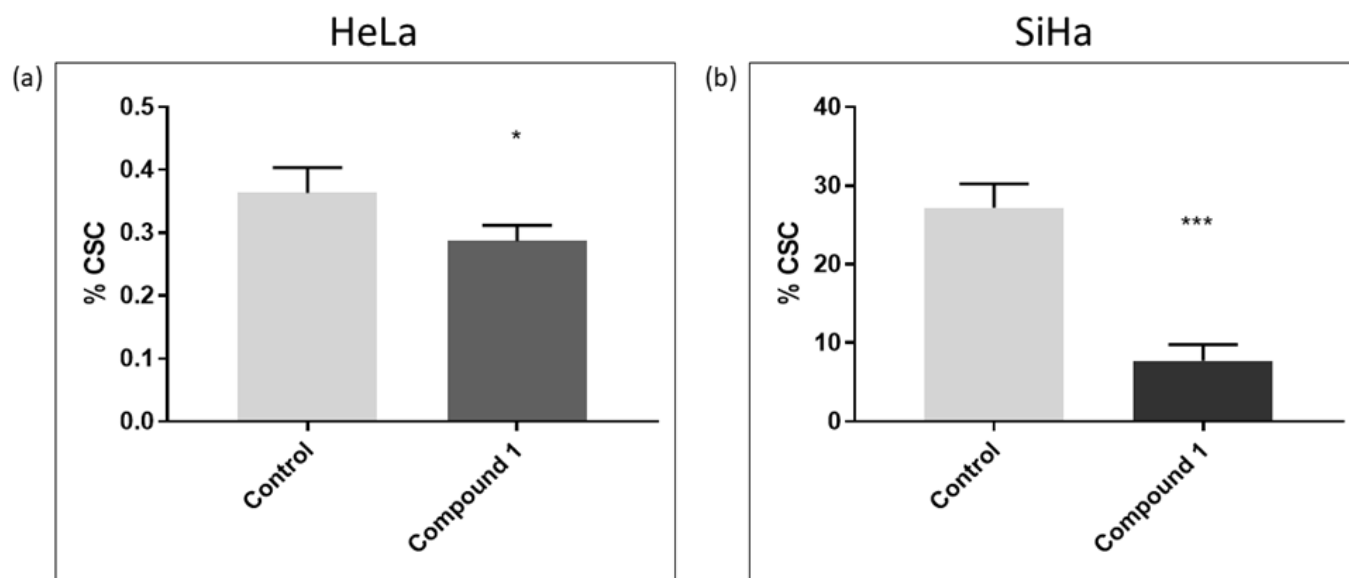 HeLa
(a)
% CSC
0.5
0.4
0.3
0.2
0.1
0.0
*
Control
Compound 1
SiHa
(b)
% CSC
40
30
20
10
0
***
Control
Compound 1